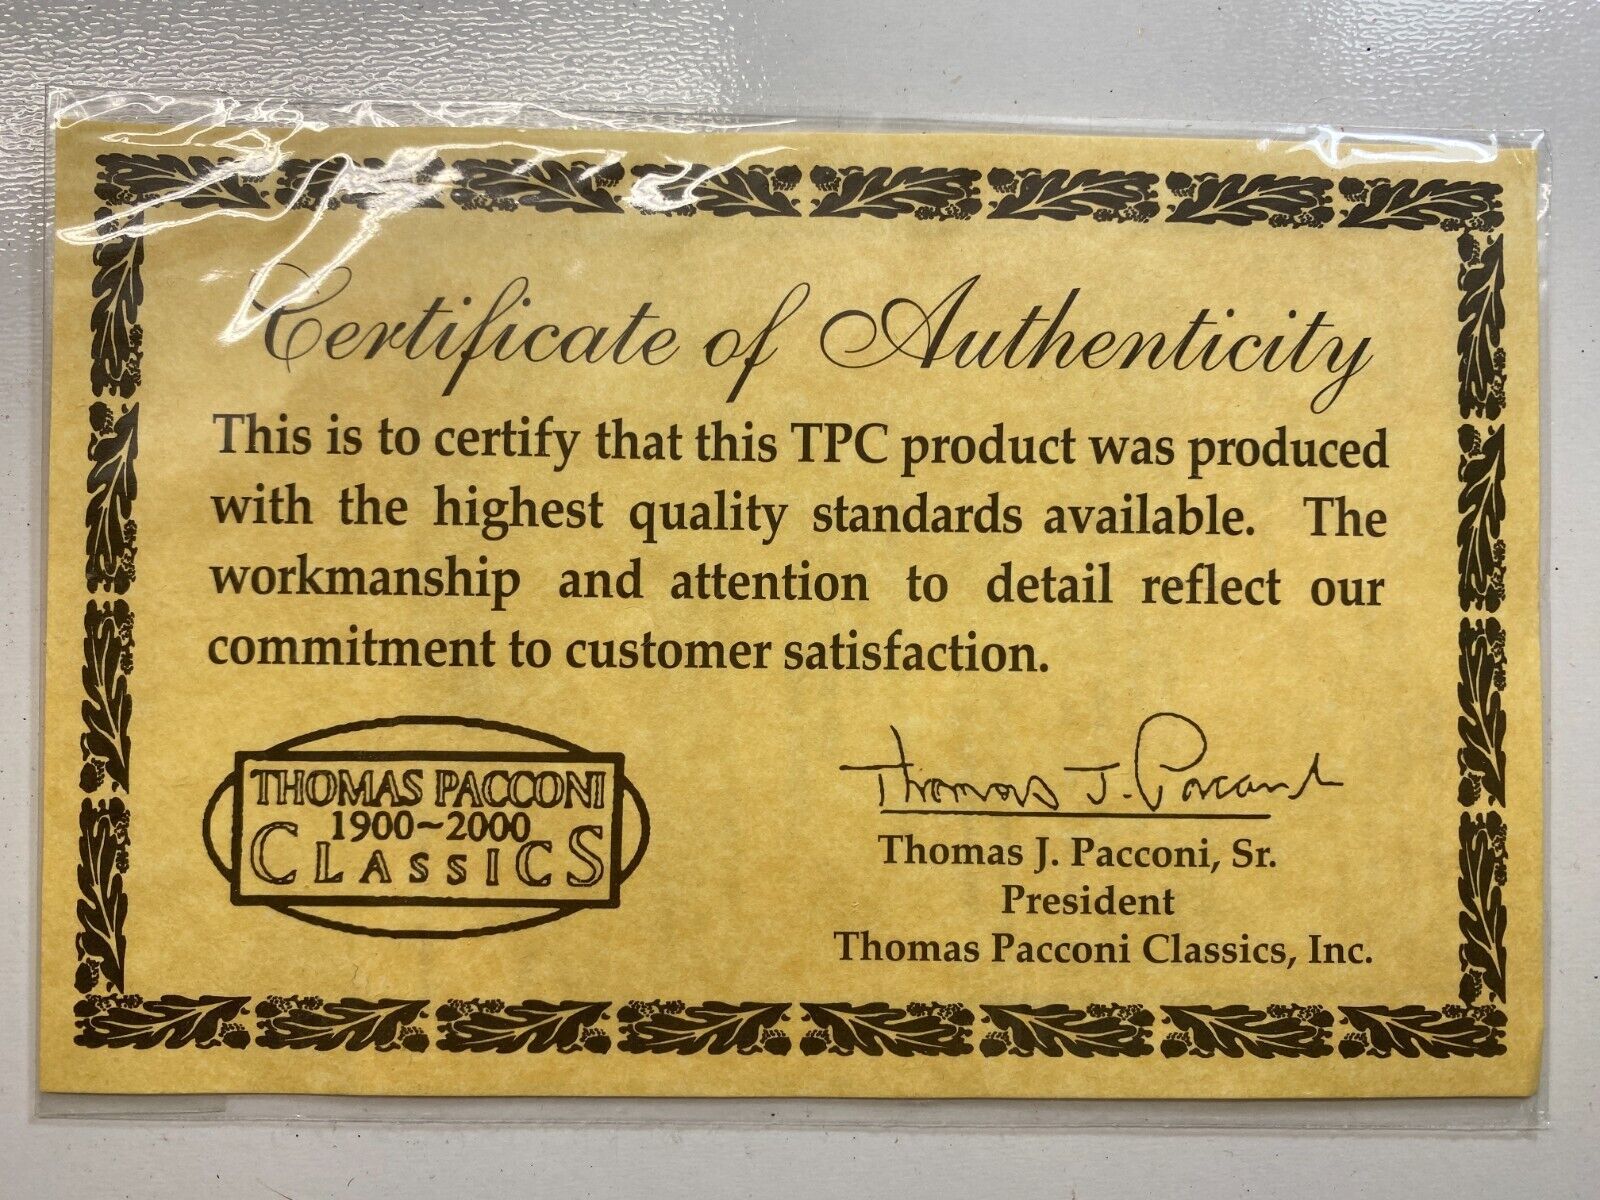 Certificate of Authenticity
This is to certify that this TPC product was produced
with the highest quality standards available. The
workmanship and attention to detail reflect our
commitment to customer satisfaction.
THOMAS PACCONI
1900~2000
CLASSICS
Thomas J. Pacconi
Thomas J. Pacconi, Sr.
President
Thomas Pacconi Classics, Inc.